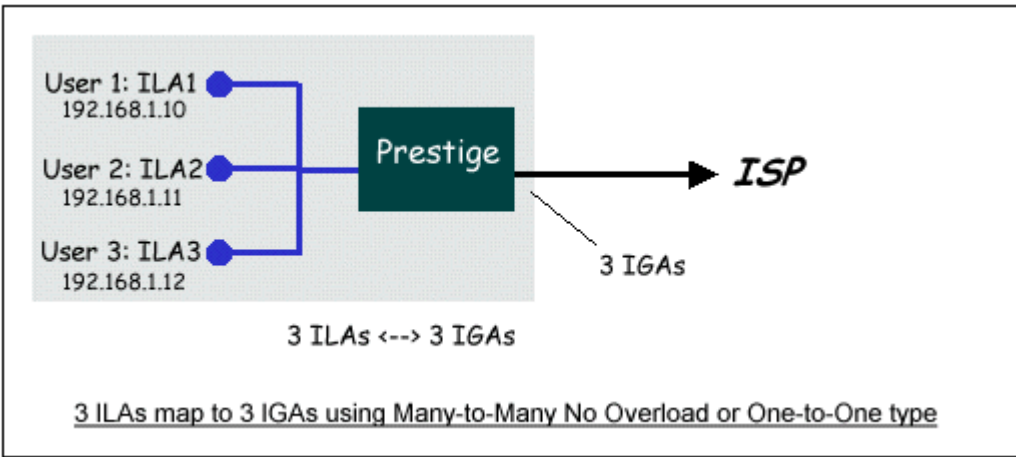 User 1: ILA1
192.168.1.10
User 2: ILA2
192.168.1.11
User 3: ILA3
192.168.1.12
Prestige
ISP
3 IGAs
3 ILAs <--> 3 IGAs
3 ILAs map to 3 IGAs using Many-to-Many No Overload or One-to-One type